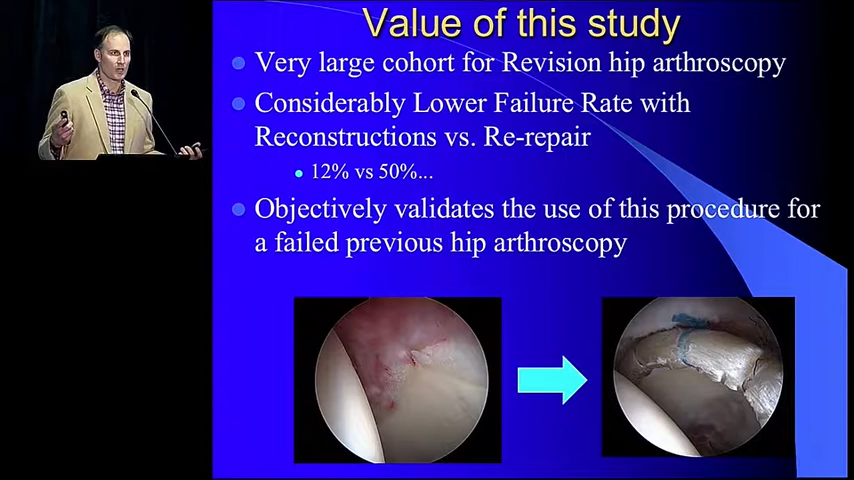 Value of this study
Very large cohort for Revision hip arthroscopy
Considerably Lower Failure Rate with
Reconstructions vs. Re-repair
12% vs 50%...
Objectively validates the use of this procedure for
a failed previous hip arthroscopy